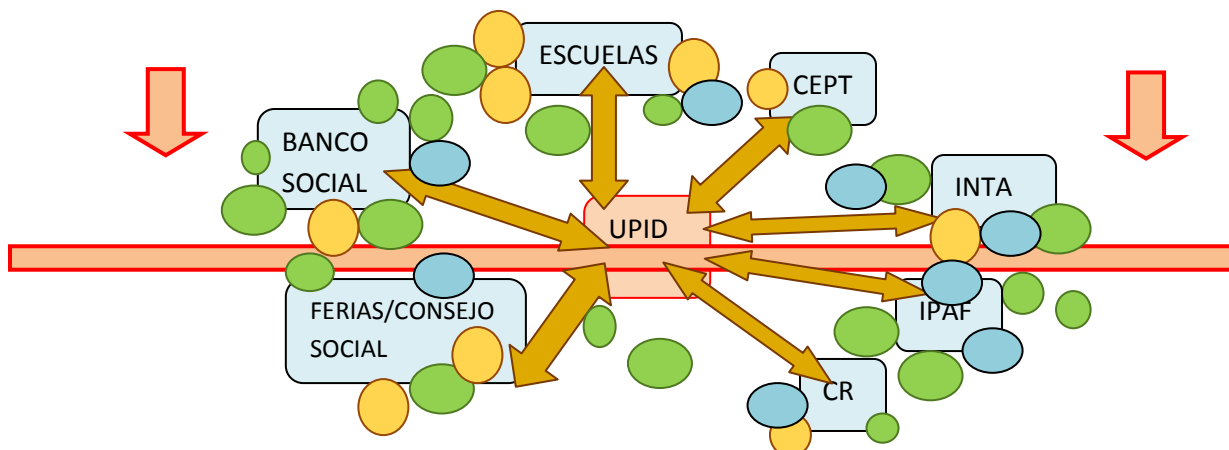 ESCUELAS
CEPT
BANCO
SOCIAL
INTA
UPID
FERIAS/CONSEJO
SOCIAL
IPAF
CR